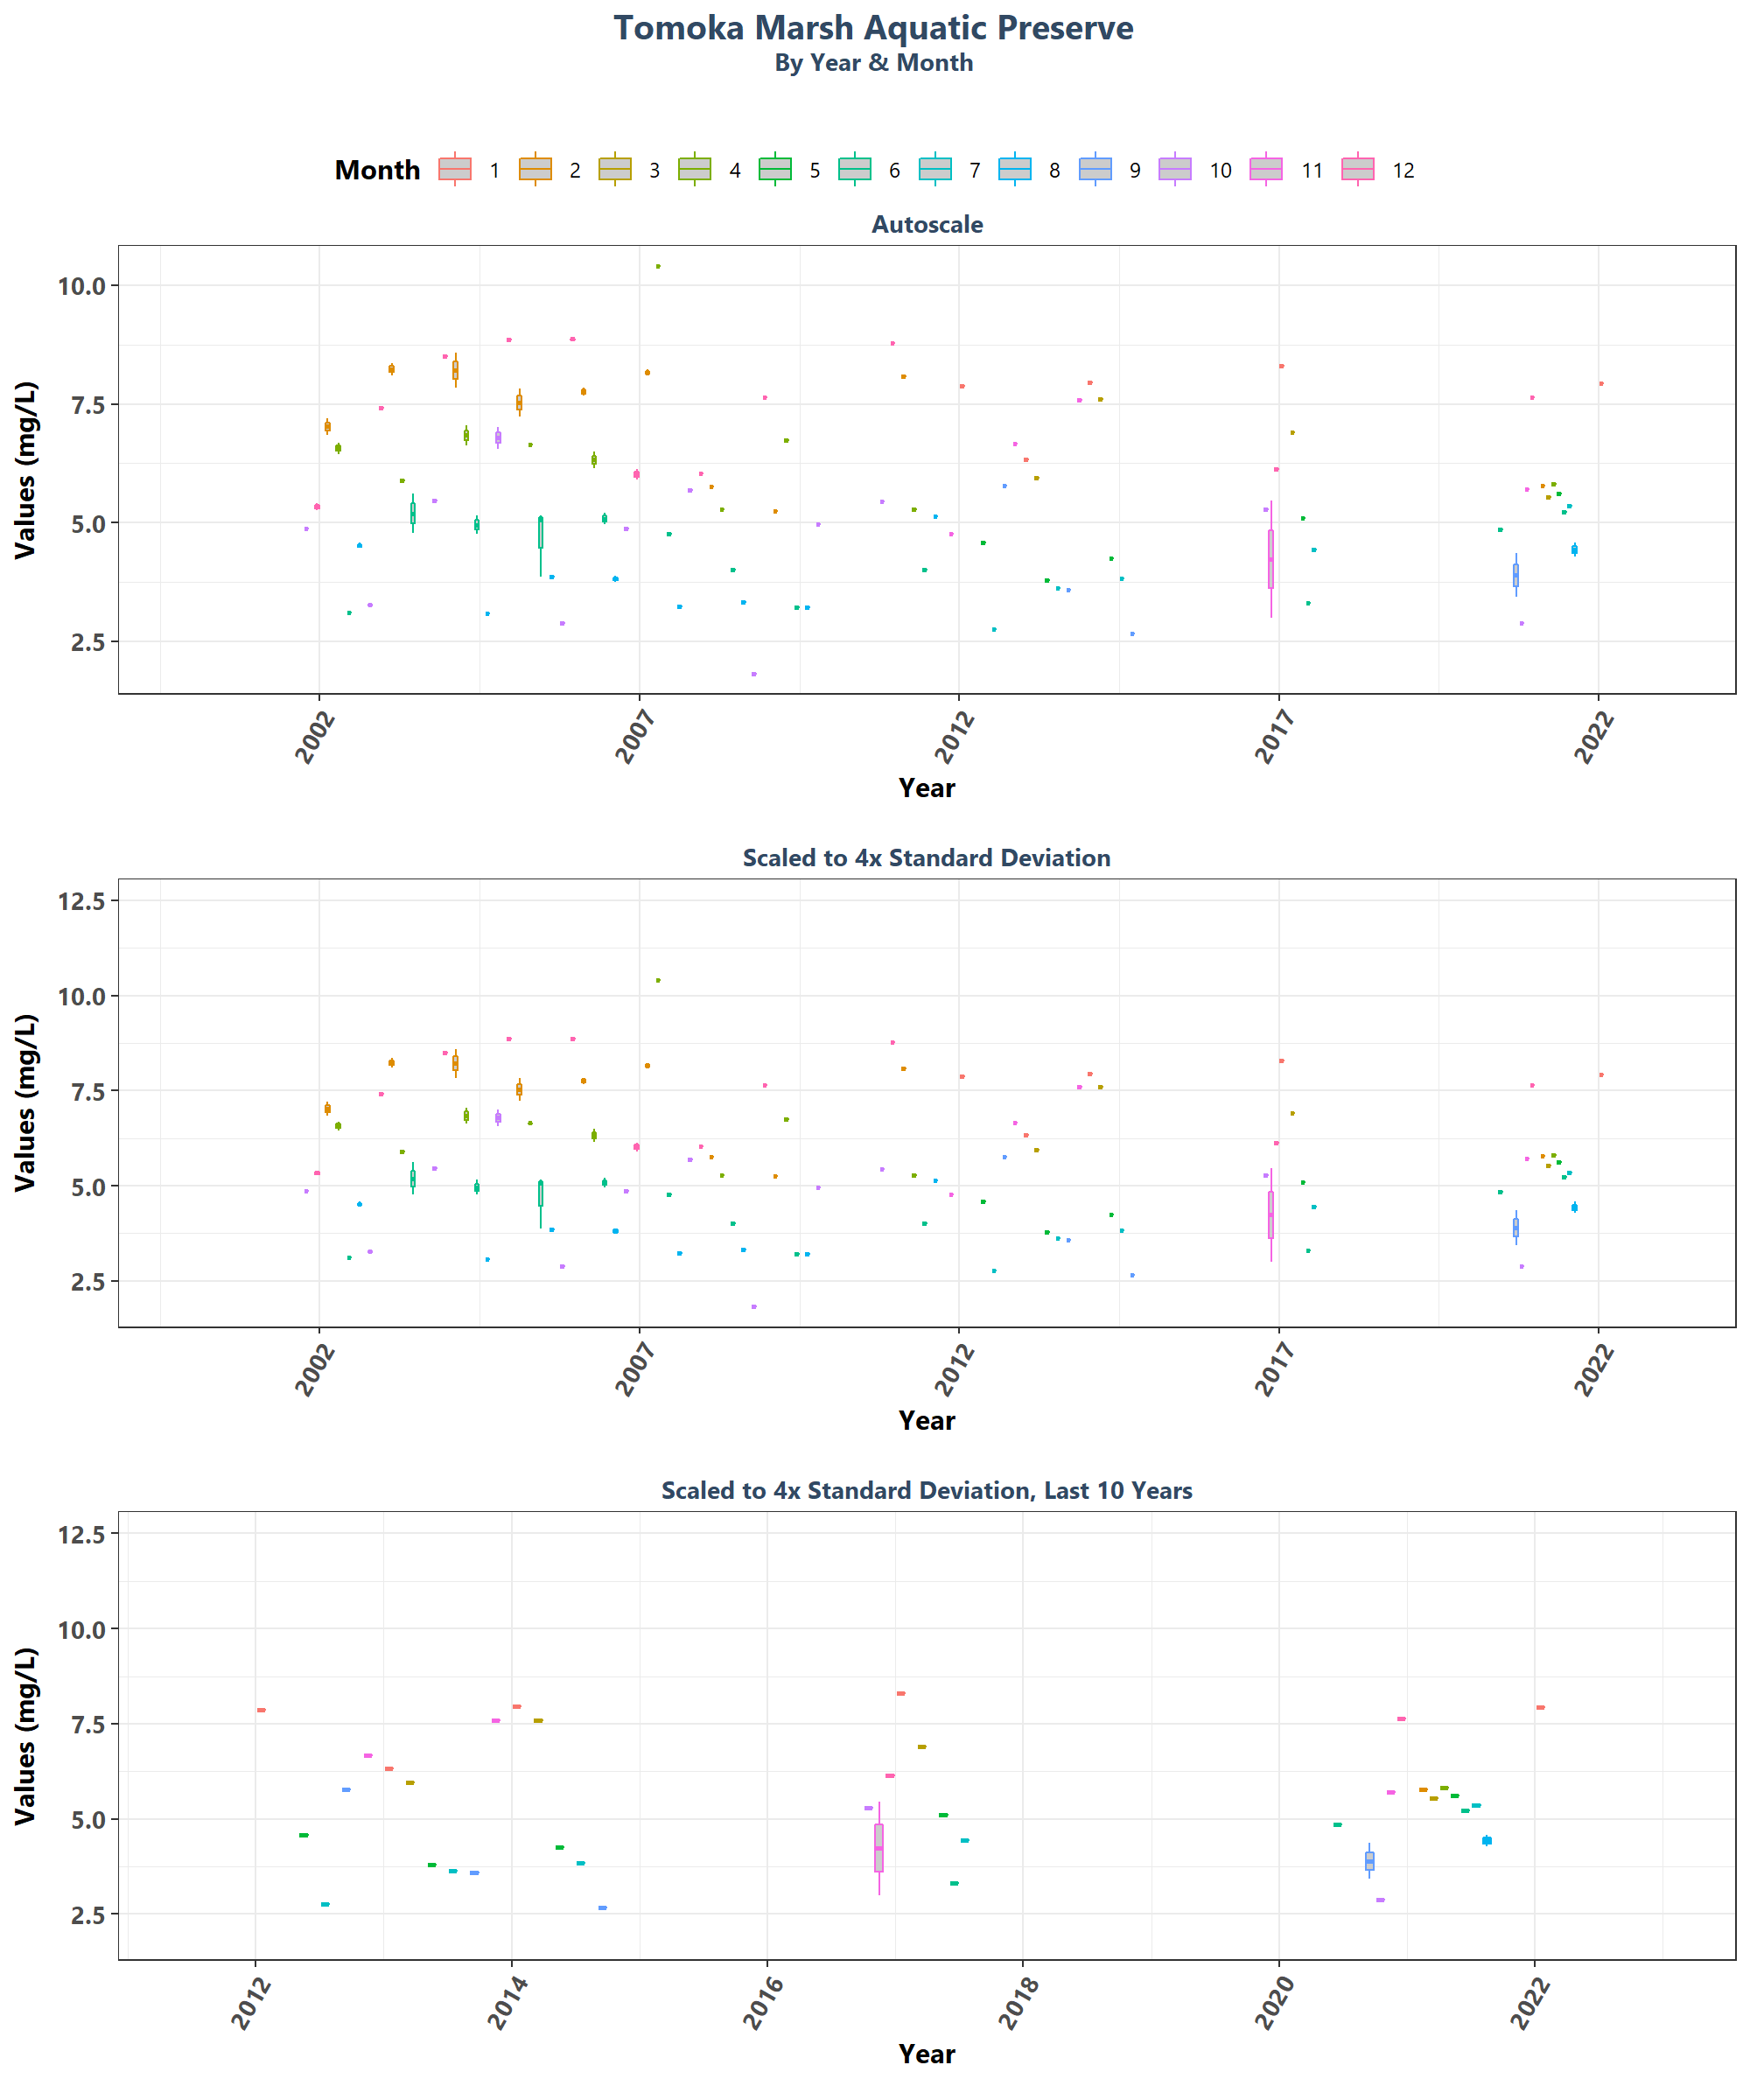 Tomoka Marsh Aquatic Preserve
By Year & Month
Month 1 2 3 4 5 6 7 8 9 10 11 12
Autoscale
Values (mg/L)
10.0
7.5
5.0
2.5
2002 2007 2012 2017 2022
Year
Scaled to 4x Standard Deviation
Values (mg/L)
12.5
10.0
7.5
5.0
2.5
2002 2007 2012 2017 2022
Year
Scaled to 4x Standard Deviation, Last 10 Years
Values (mg/L)
12.5
10.0
7.5
5.0
2.5
2012 2014 2016 2018 2020 2022
Year